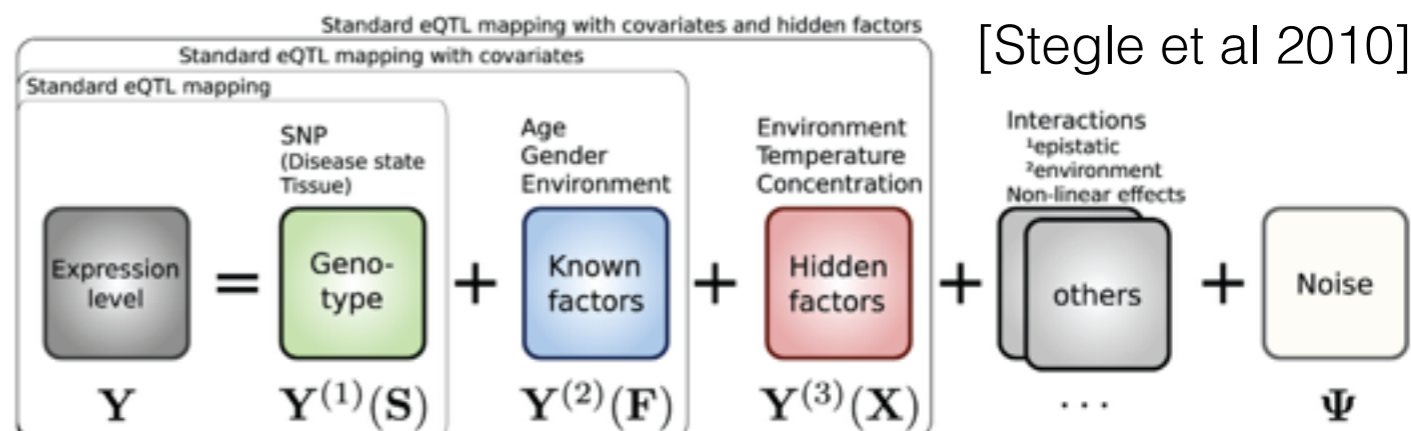 Standard eQTL mapping with covariates and hidden factors
[Stegle et al 2010]
Standard eQTL mapping with covariates
Standard eQTL mapping
SNP
(Disease state
Tissue)
Age
Gender
Environment
Environment
Temperature
Concentration
Interactions
¹epistatic
²environment
Non-linear effects
Expression
level
=
Geno-
type
+
Known
factors
+
Hidden
factors
+
others
+
Noise
Y
Y⁽¹⁾(S)
Y⁽²⁾(F)
Y⁽³⁾(X)
. . .
Ψ